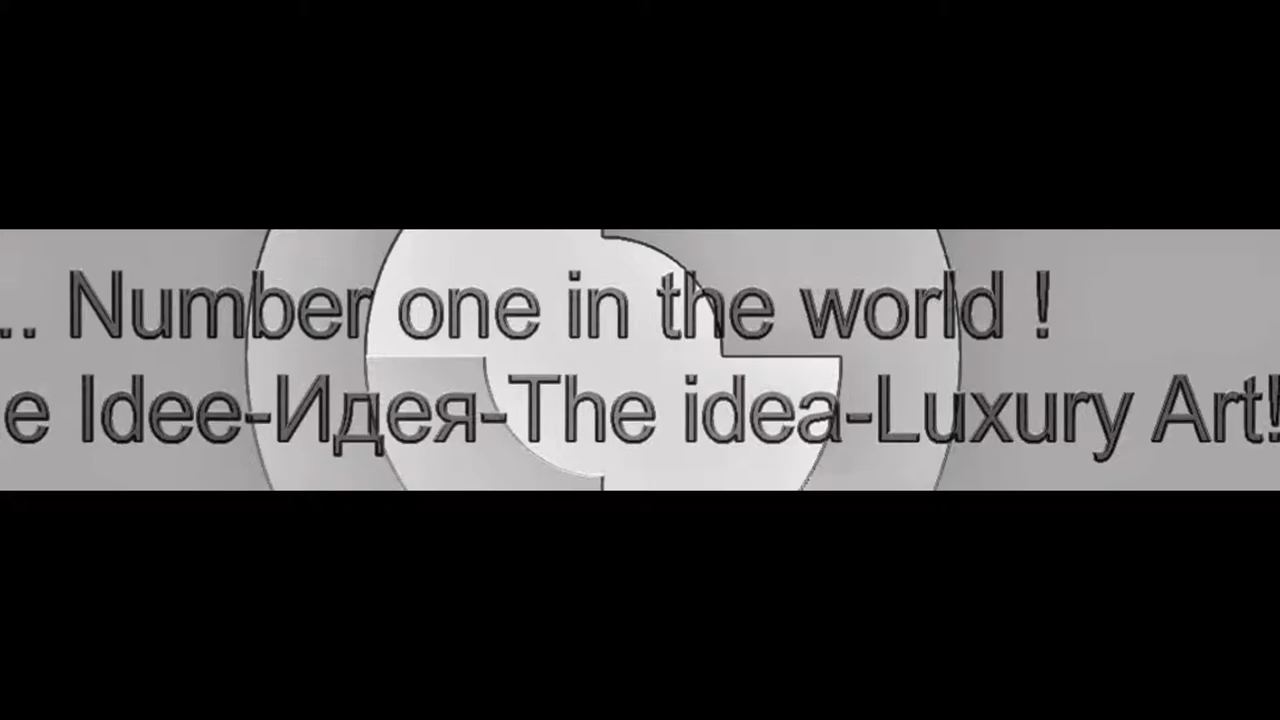 .. Number one in the world !
e Idee-Идея-The idea-Luxury Art!